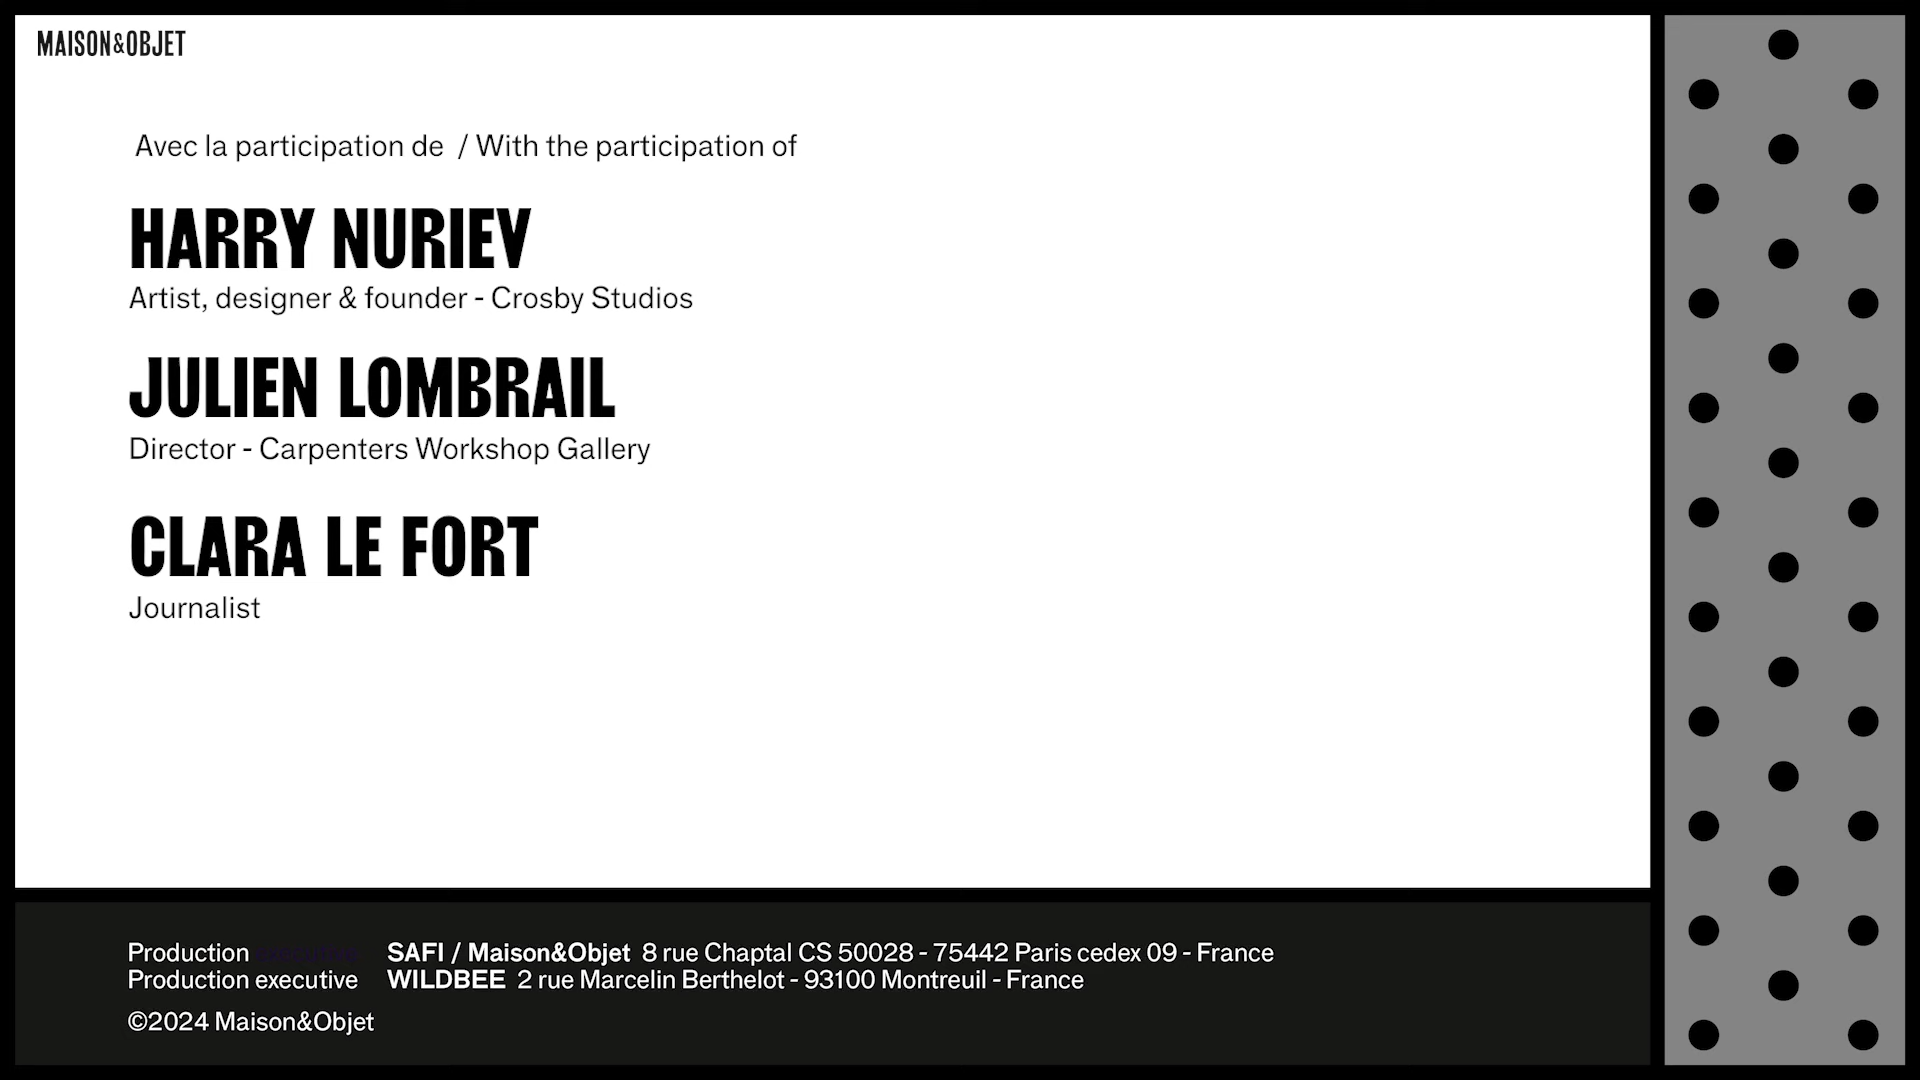 MAISON&OBJET
Avec la participation de / With the participation of
HARRY NURIEV
Artist, designer & founder - Crosby Studios
JULIEN LOMBRAIL
Director - Carpenters Workshop Gallery
CLARA LE FORT
Journalist
Production SAFI / Maison&Objet 8 rue Chaptal CS 50028 - 75442 Paris cedex 09 - France
Production executive WILDBEE 2 rue Marcelin Berthelot - 93100 Montreuil - France
©2024 Maison&Objet